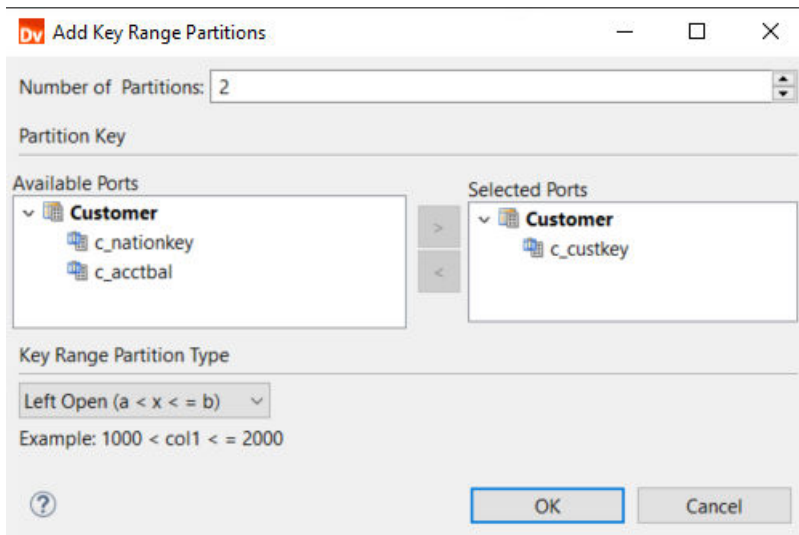 Dv Add Key Range Partitions
Number of Partitions: 2
Partition Key
Available Ports
Customer
c_nationkey
c_acctbal
>
<
Selected Ports
Customer
c_custkey
Key Range Partition Type
Left Open (a < x < = b)
Example: 1000 < col1 < = 2000
? OK Cancel